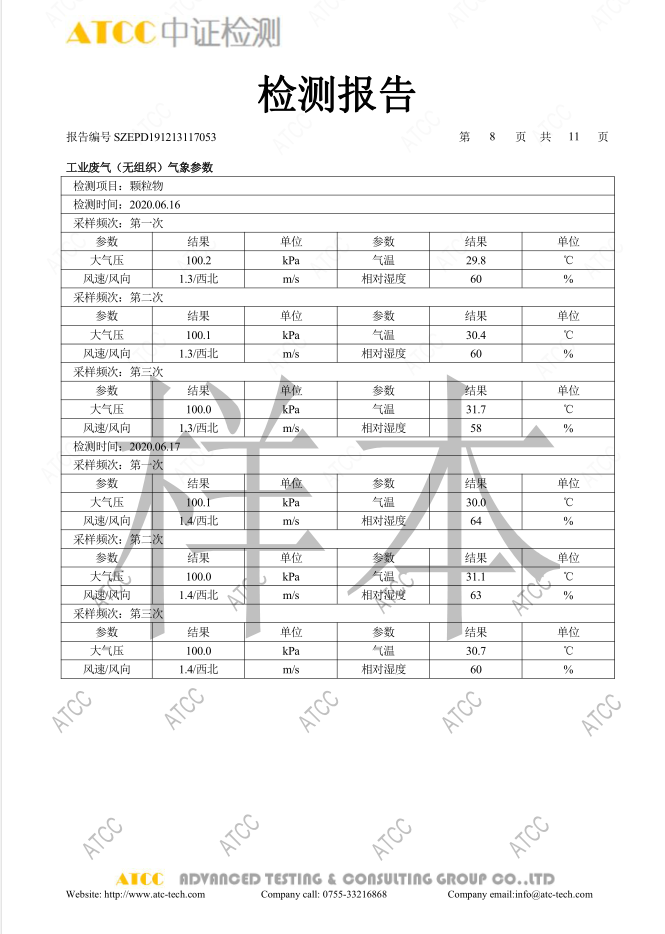 ATCC 中证检测
检测报告
报告编号 SZEPD191213117053 第 8 页 共 11 页
工业废气（无组织）气象参数
检测项目：颗粒物
检测时间：2020.06.16
采样频次：第一次
参数 结果 单位 参数 结果 单位
大气压 100.2 kPa 气温 29.8 ℃
风速/风向 1.3/西北 m/s 相对湿度 60 %
采样频次：第二次
参数 结果 单位 参数 结果 单位
大气压 100.1 kPa 气温 30.4 ℃
风速/风向 1.3/西北 m/s 相对湿度 60 %
采样频次：第三次
参数 结果 单位 参数 结果 单位
大气压 100.0 kPa 气温 31.7 ℃
风速/风向 1.3/西北 m/s 相对湿度 58 %
检测时间：2020.06.17
采样频次：第一次
参数 结果 单位 参数 结果 单位
大气压 100.1 kPa 气温 30.0 ℃
风速/风向 1.4/西北 m/s 相对湿度 64 %
采样频次：第二次
参数 结果 单位 参数 结果 单位
大气压 100.0 kPa 气温 31.1 ℃
风速/风向 1.4/西北 m/s 相对湿度 63 %
采样频次：第三次
参数 结果 单位 参数 结果 单位
大气压 100.0 kPa 气温 30.7 ℃
风速/风向 1.4/西北 m/s 相对湿度 60 %
样本
ATCC ATCC ATCC ATCC ATCC
ATCC ATCC ATCC ATCC
ATCC ADVANCED TESTING & CONSULTING GROUP CO.,LTD
Website: http://www.atc-tech.com Company call: 0755-33216868 Company email:info@atc-tech.com